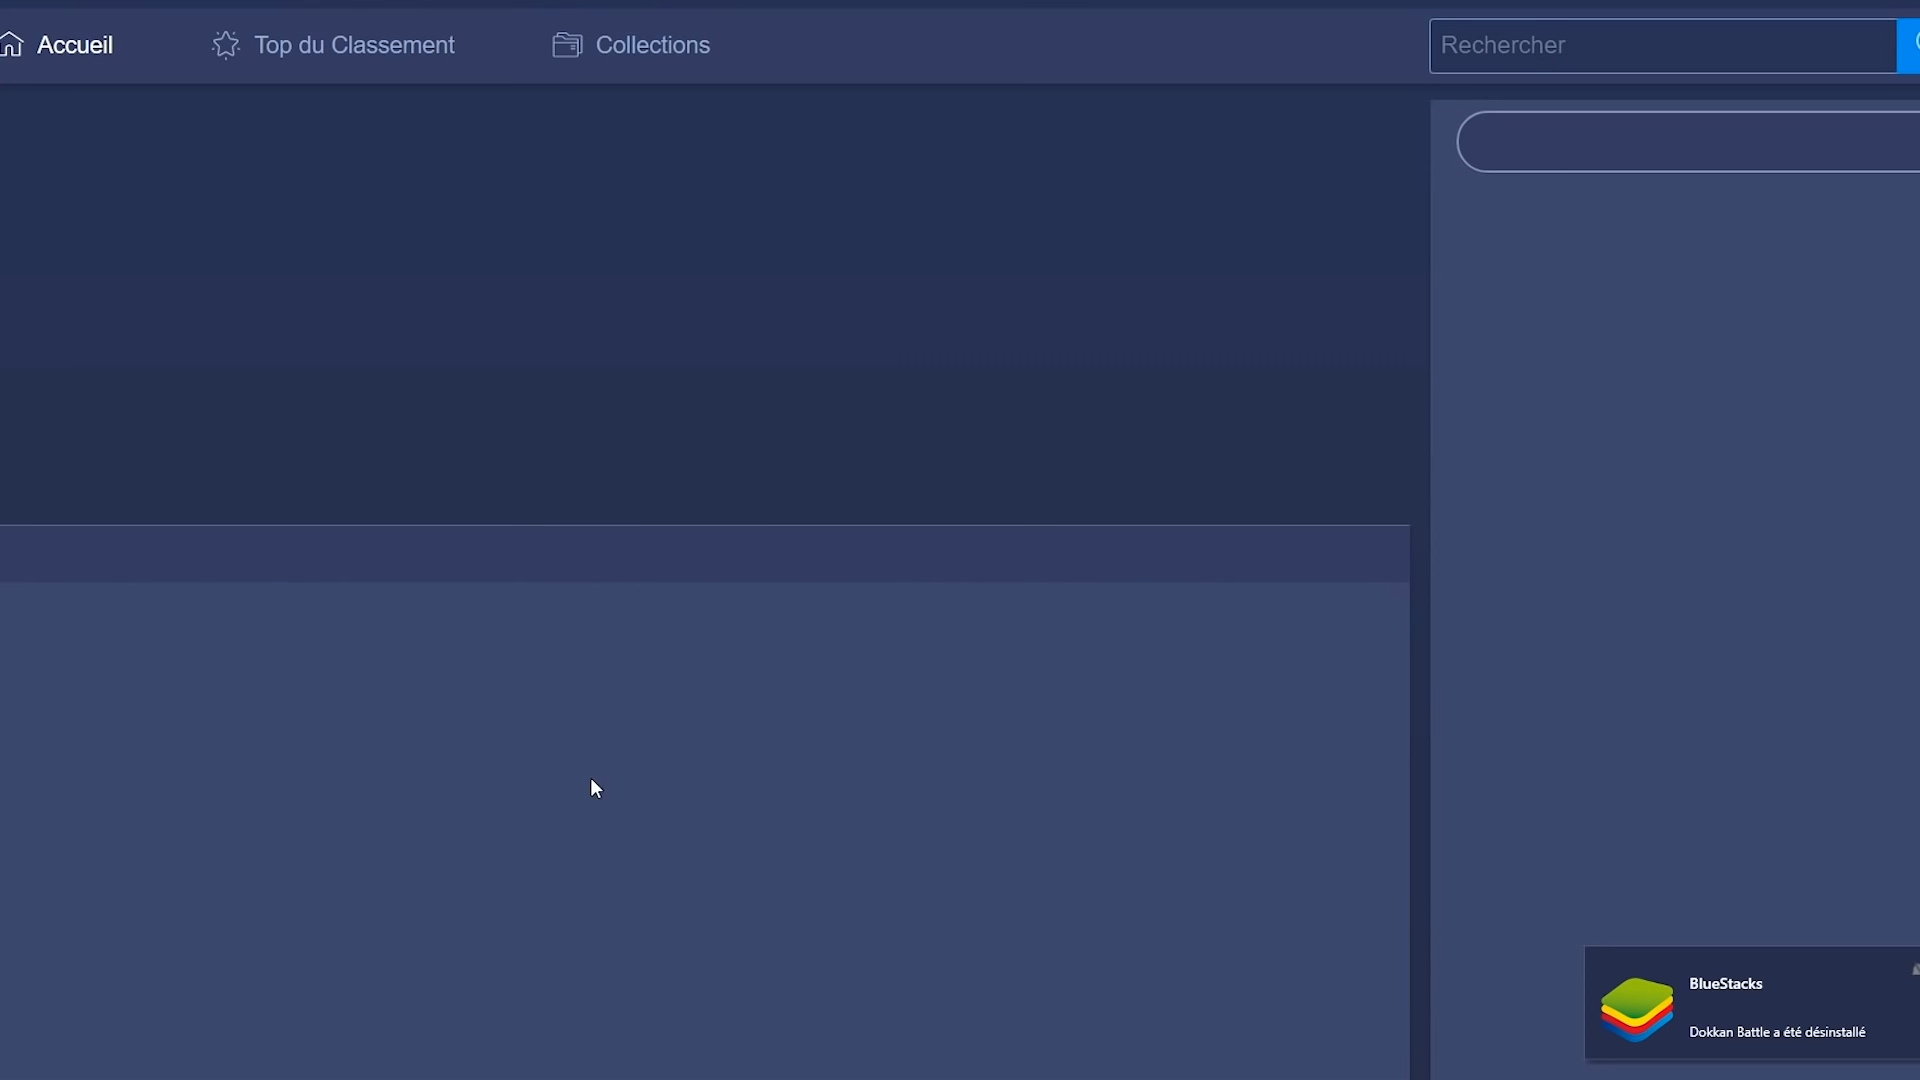 Accueil
Top du Classement
Collections
Rechercher
BlueStacks
Dokkan Battle a été désinstallé